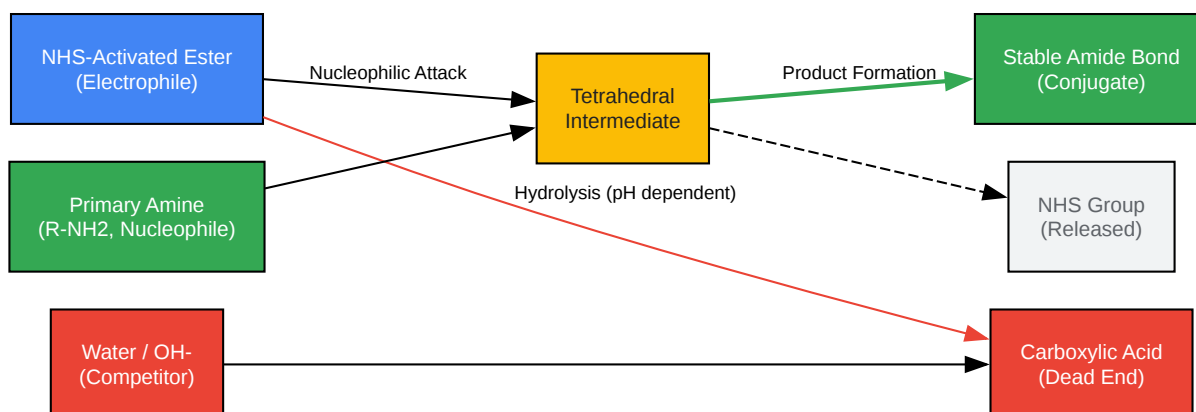 NHS-Activated Ester
(Electrophile)
Nucleophilic Attack
Tetrahedral
Intermediate
Product Formation
Stable Amide Bond
(Conjugate)
Primary Amine
(R-NH2, Nucleophile)
Hydrolysis (pH dependent)
NHS Group
(Released)
Water / OH-
(Competitor)
Carboxylic Acid
(Dead End)